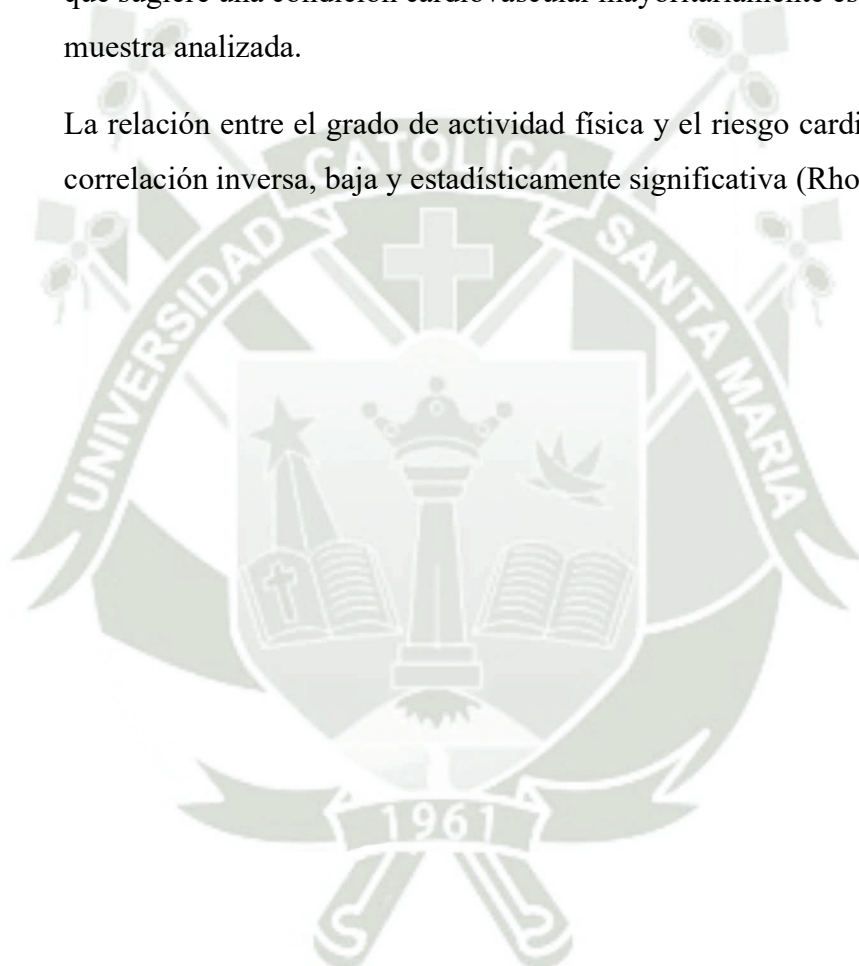 muestra analizada.
La relación entre el grado de actividad física y el riesgo
correlación inversa, baja y estadísticamente significativa (Rho
CATOLICA
UNIVERSIDAD
SANTA MARIA
1961